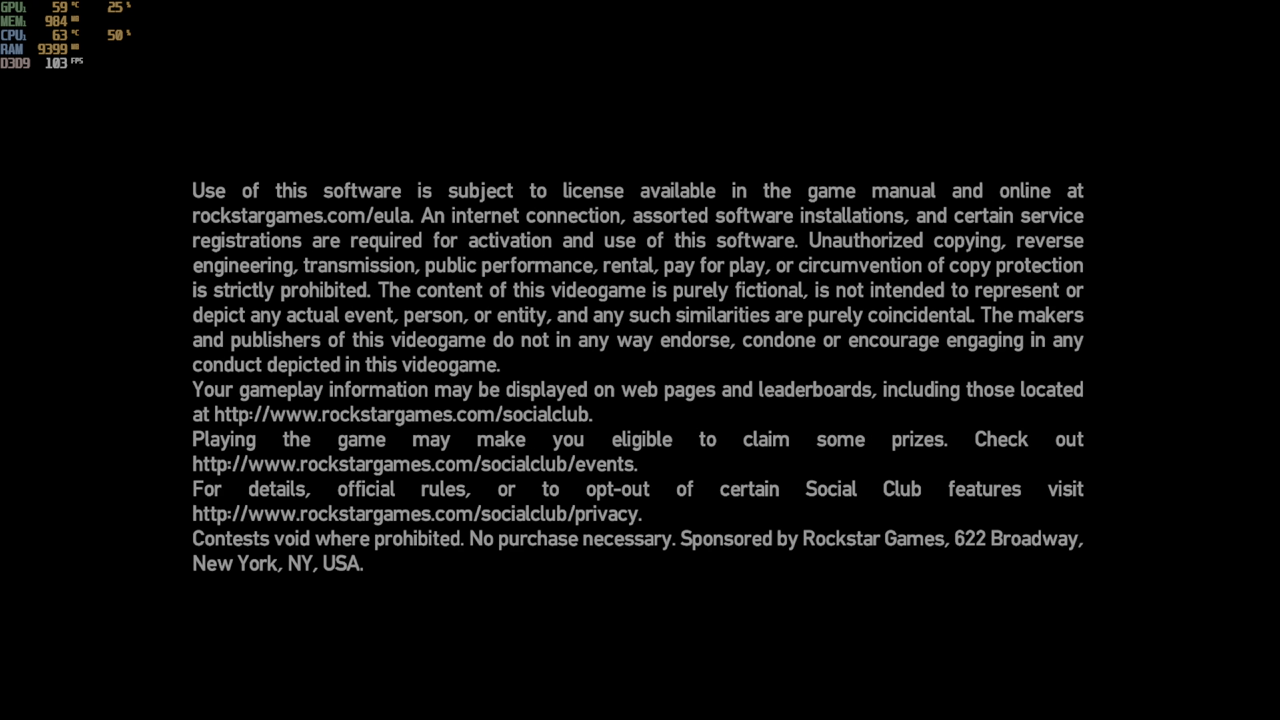 GPU1 59 °C 25 %
MEM1 984 MB
CPU1 63 °C 50 %
RAM 9399 MB
D3D9 103 FPS
Use of this software is subject to license available in the game manual and online at
rockstargames.com/eula. An internet connection, assorted software installations, and certain service
registrations are required for activation and use of this software. Unauthorized copying, reverse
engineering, transmission, public performance, rental, pay for play, or circumvention of copy protection
is strictly prohibited. The content of this videogame is purely fictional, is not intended to represent or
depict any actual event, person, or entity, and any such similarities are purely coincidental. The makers
and publishers of this videogame do not in any way endorse, condone or encourage engaging in any
conduct depicted in this videogame.
Your gameplay information may be displayed on web pages and leaderboards, including those located
at http://www.rockstargames.com/socialclub.
Playing the game may make you eligible to claim some prizes. Check out
http://www.rockstargames.com/socialclub/events.
For details, official rules, or to opt-out of certain Social Club features visit
http://www.rockstargames.com/socialclub/privacy.
Contests void where prohibited. No purchase necessary. Sponsored by Rockstar Games, 622 Broadway,
New York, NY, USA.